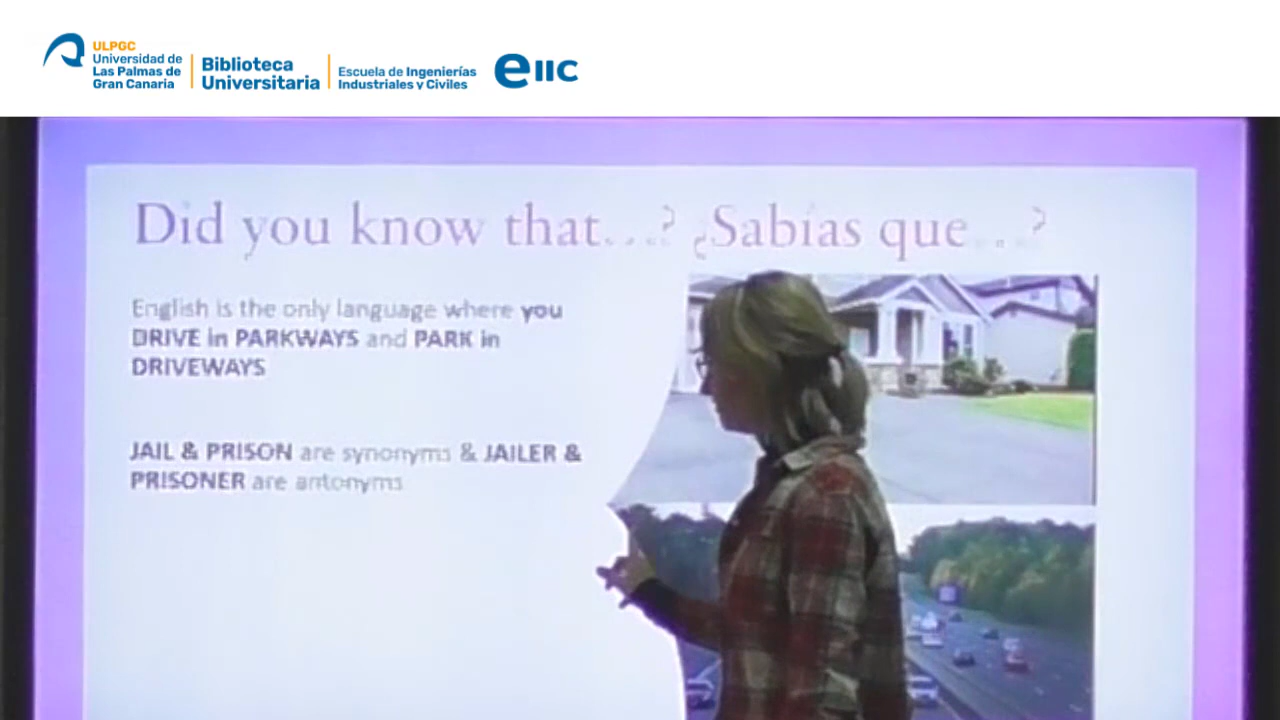 ULPGC
Universidad de
Las Palmas de
Gran Canaria
Biblioteca
Universitaria
Escuela de Ingenierías
Industriales y Civiles
eiic
Did you know that. . . .? ¿Sabías que. . . .?
English is the only language where you
DRIVE in PARKWAYS and PARK in
DRIVEWAYS
JAIL & PRISON are synonyms & JAILER &
PRISONER are antonyms